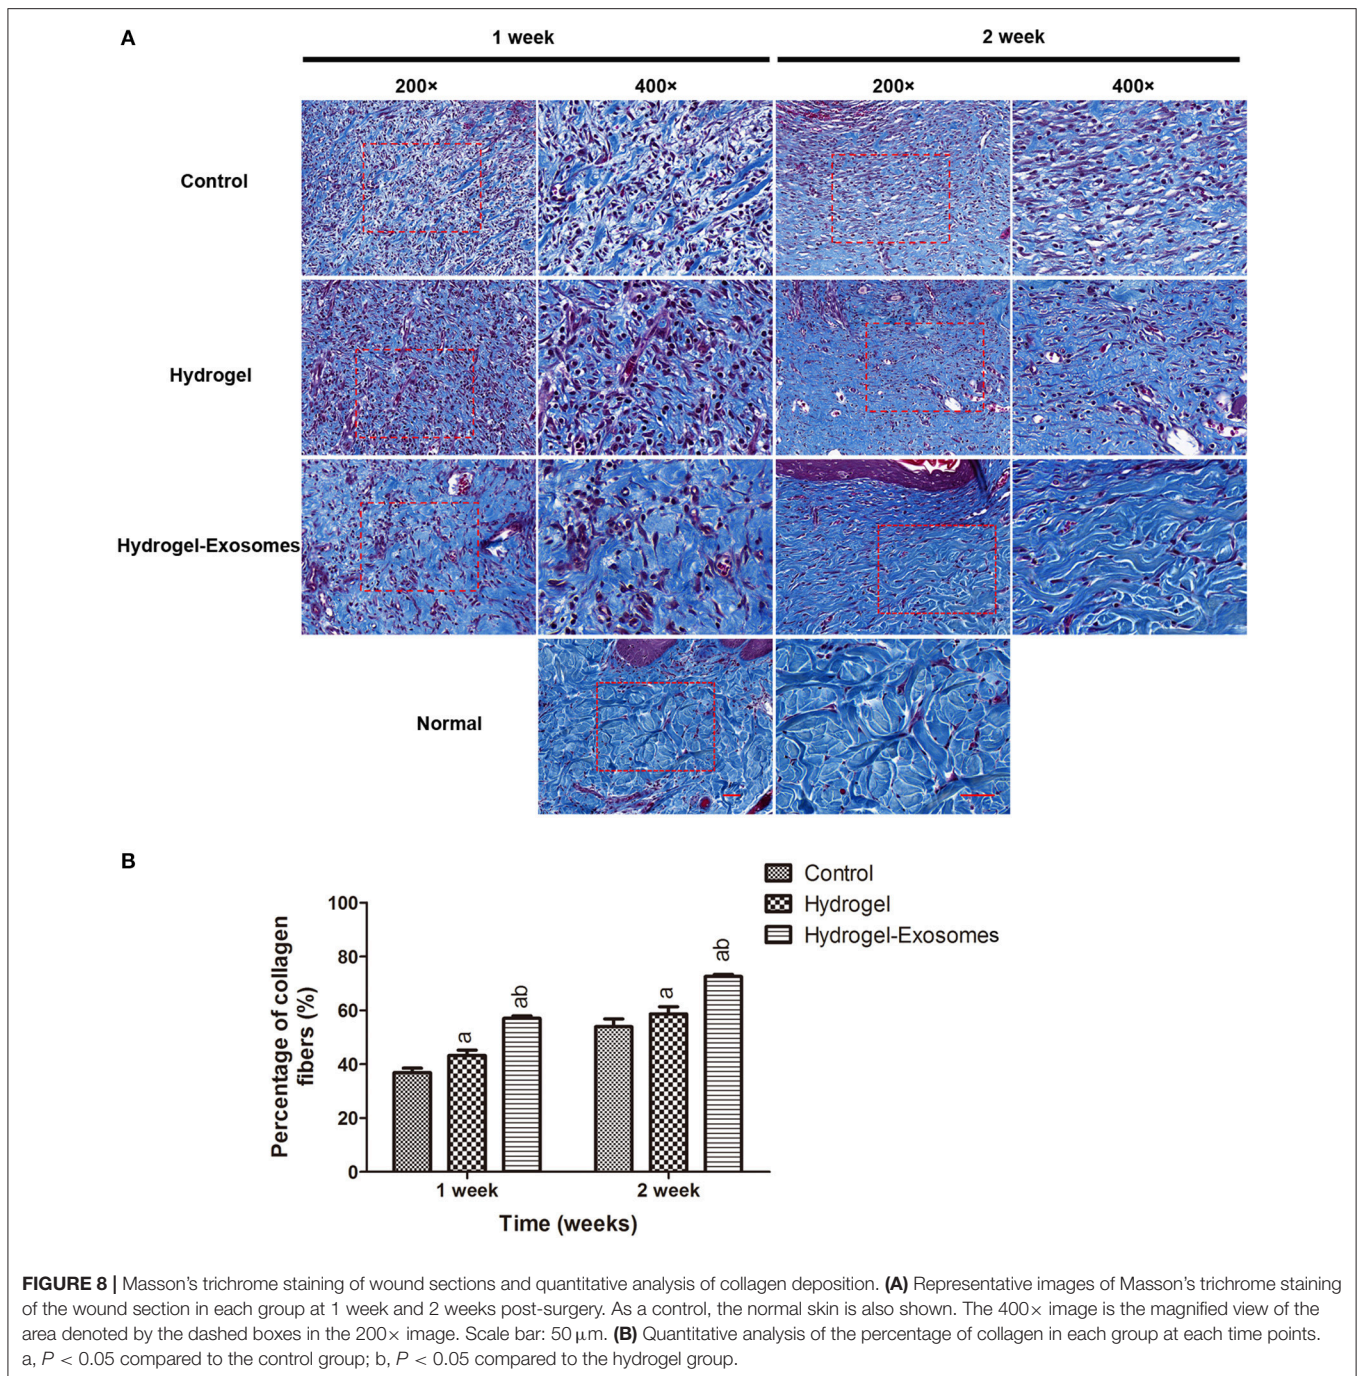 A
1 week
2 week
200×
400×
200×
400×
Control
Hydrogel
Hydrogel-Exosomes
Normal
B
Control
Hydrogel
Hydrogel-Exosomes
Percentage of collagen
fibers (%)
100
80
60
40
20
0
a
ab
a
ab
1 week
2 week
Time (weeks)
FIGURE 8 | Masson's trichrome staining of wound sections and quantitative analysis of collagen deposition. (A) Representative images of Masson's trichrome staining
of the wound section in each group at 1 week and 2 weeks post-surgery. As a control, the normal skin is also shown. The 400× image is the magnified view of the
area denoted by the dashed boxes in the 200× image. Scale bar: 50 μm. (B) Quantitative analysis of the percentage of collagen in each group at each time points.
a, P < 0.05 compared to the control group; b, P < 0.05 compared to the hydrogel group.